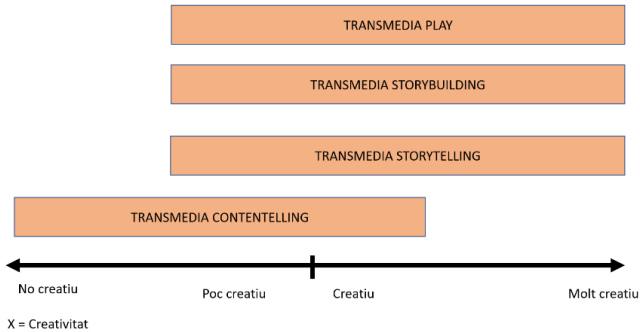 TRANSMEDIA PLAY
TRANSMEDIA STORYBUILDING
TRANSMEDIA STORYTELLING
TRANSMEDIA CONTENTELLING
No creatiu
Poc creatiu
Creatiu
Molt creatiu
X = Creativitat